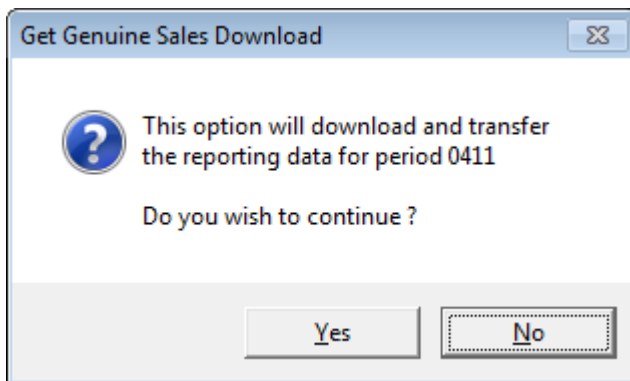 Get Genuine Sales Download
This option will download and transfer
the reporting data for period 0411
Do you wish to continue ?
Yes
No